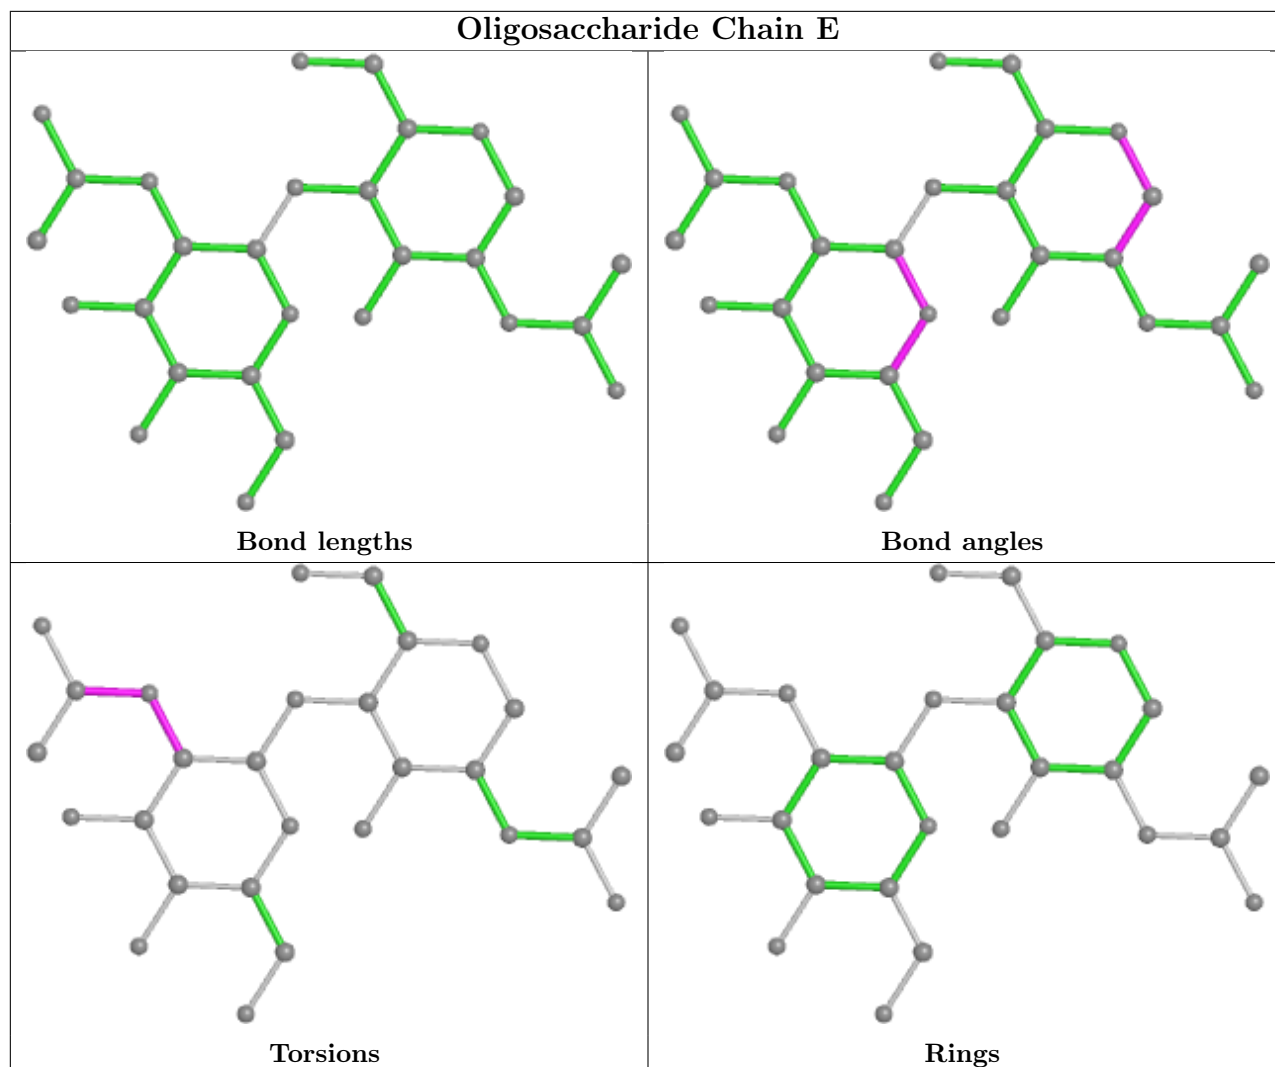 Oligosaccharide Chain E
Bond lengths
Bond angles
Torsions
Rings